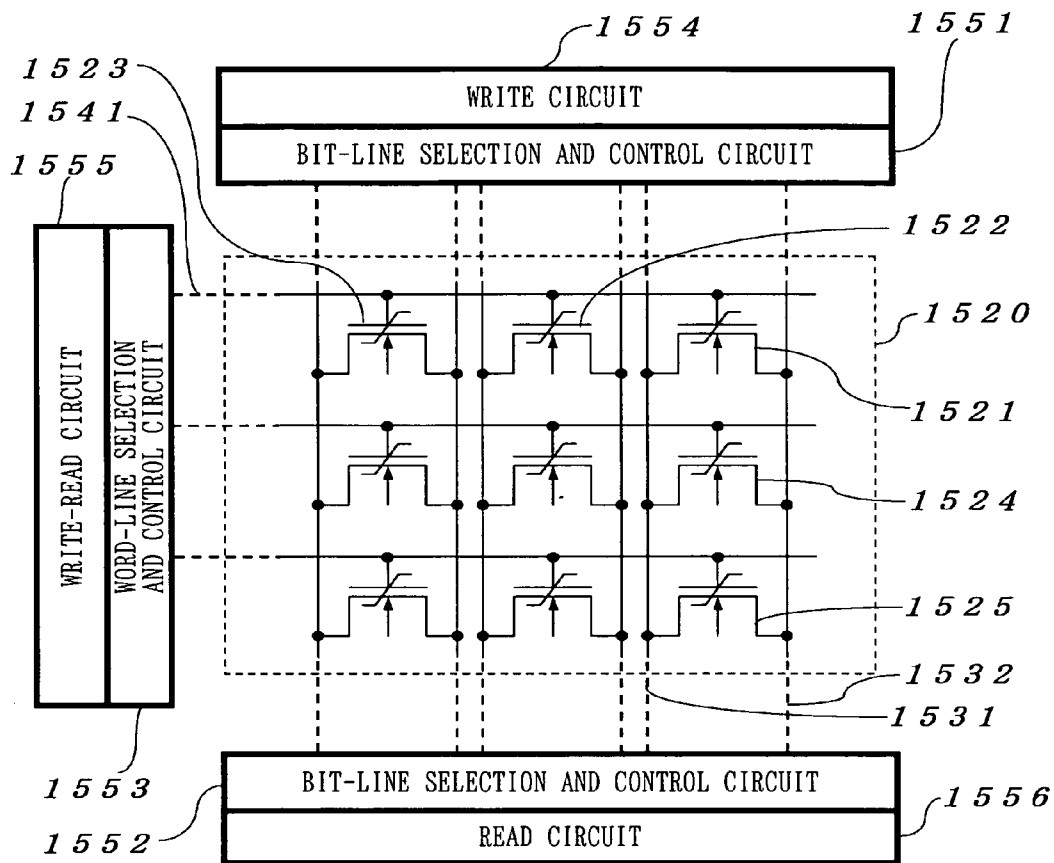 1554
1551
1523
1541
1555
WRITE CIRCUIT
BIT-LINE SELECTION AND CONTROL CIRCUIT
1522
1520
1521
WRITE-READ CIRCUIT
WORD-LINE SELECTION
AND CONTROL CIRCUIT
1524
1525
1532
1531
1553
BIT-LINE SELECTION AND CONTROL CIRCUIT
1556
1552
READ CIRCUIT